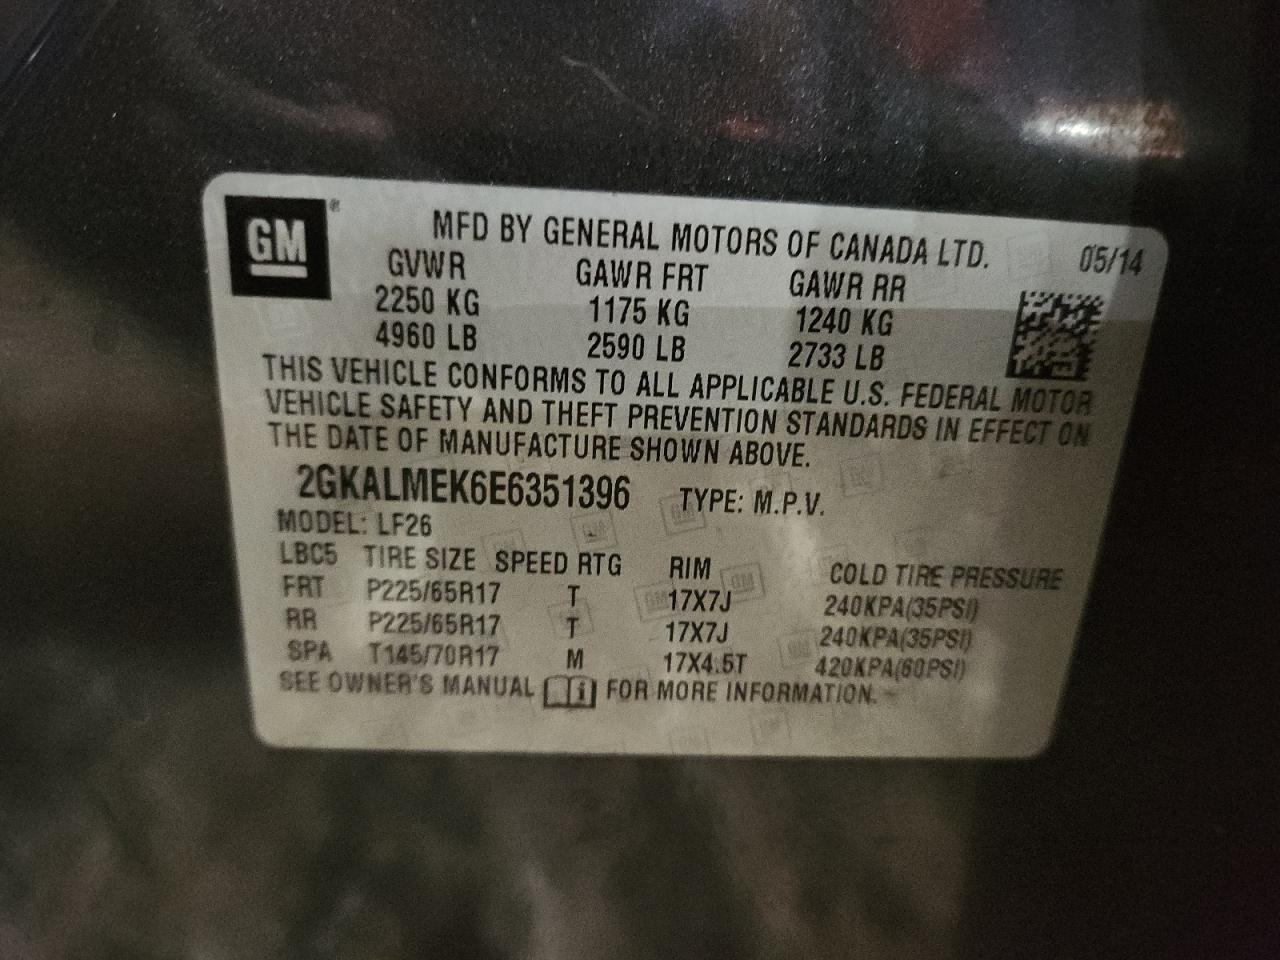 GM®
MFD BY GENERAL MOTORS OF CANADA LTD. 05/14
GVWR GAWR FRT GAWR RR
2250 KG 1175 KG 1240 KG
4960 LB 2590 LB 2733 LB
THIS VEHICLE CONFORMS TO ALL APPLICABLE U.S. FEDERAL MOTOR
VEHICLE SAFETY AND THEFT PREVENTION STANDARDS IN EFFECT ON
THE DATE OF MANUFACTURE SHOWN ABOVE.
2GKALMEK6E6351396 TYPE: M.P.V.
MODEL: LF26
LBC5 TIRE SIZE SPEED RTG RIM COLD TIRE PRESSURE
FRT P225/65R17 T 17X7J 240KPA(35PSI)
RR P225/65R17 T 17X7J 240KPA(35PSI)
SPA T145/70R17 M 17X4.5T 420KPA(60PSI)
SEE OWNER'S MANUAL i FOR MORE INFORMATION.